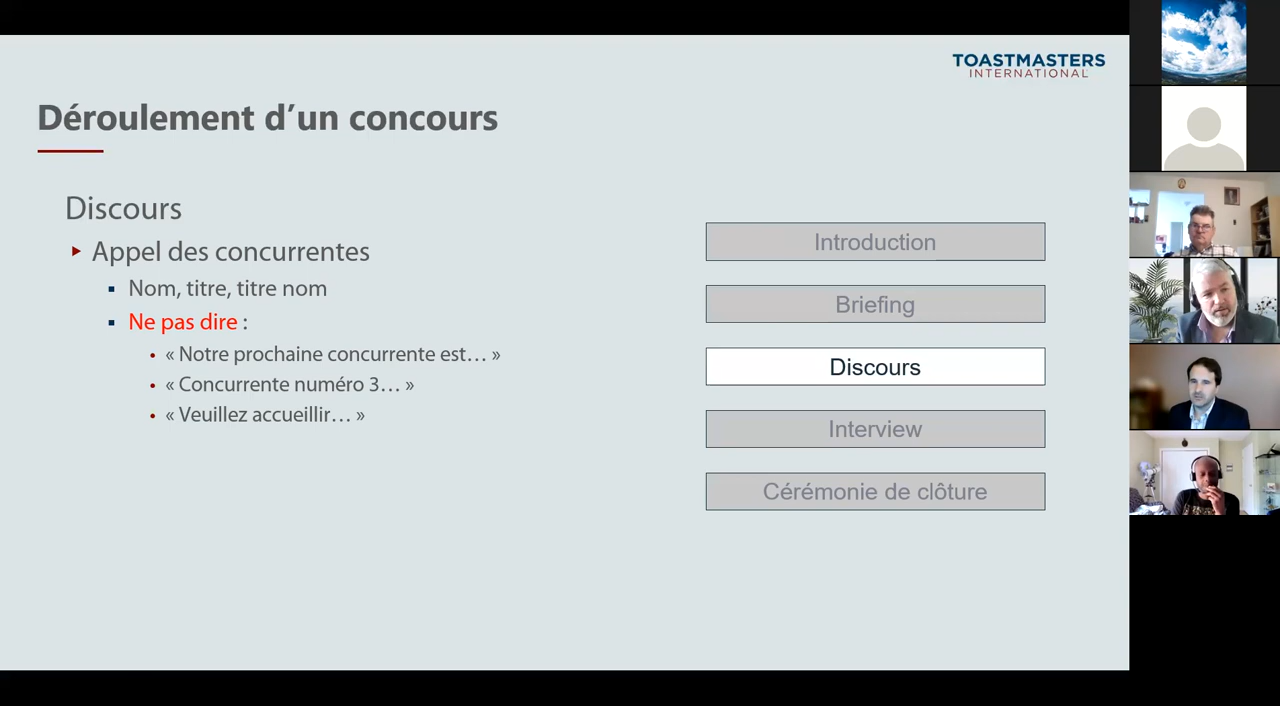 TOASTMASTERS
INTERNATIONAL
Déroulement d’un concours
Discours
Appel des concurrentes
Nom, titre, titre nom
Ne pas dire :
« Notre prochaine concurrente est… »
« Concurrente numéro 3… »
« Veuillez accueillir… »
Introduction
Briefing
Discours
Interview
Cérémonie de clôture